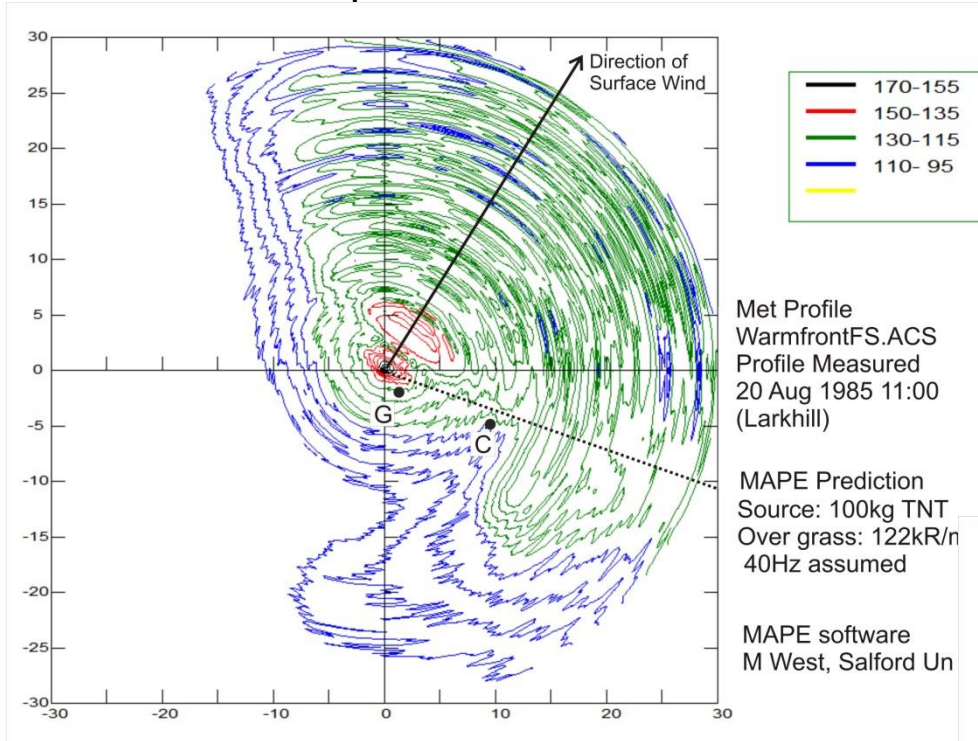 30
25
20
15
10
5
0
-5
-10
-15
-20
-25
-30
-30
-20
-10
0
10
20
30
Direction of
Surface Wind
G
C
170-155
150-135
130-115
110- 95
Met Profile
WarmfrontFS.ACS
Profile Measured
20 Aug 1985 11:00
(Larkhill)
MAPE Prediction
Source: 100kg TNT
Over grass: 122kR/n
40Hz assumed
MAPE software
M West, Salford Un